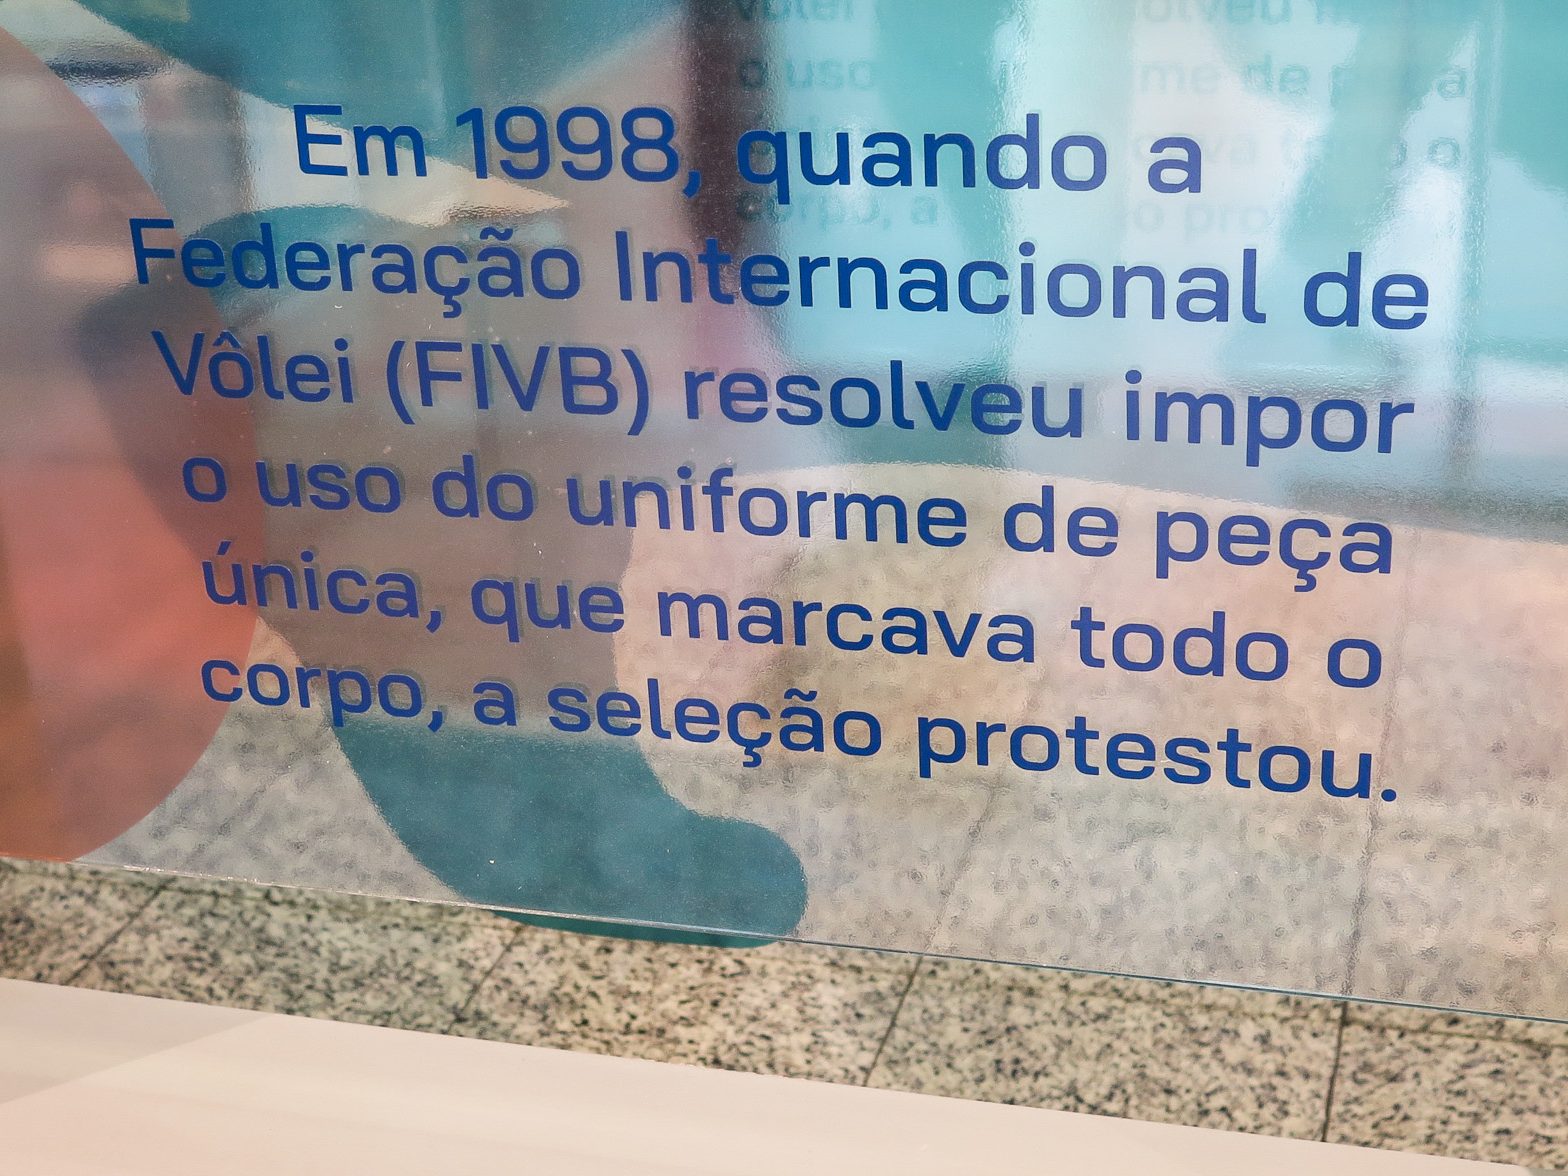 Em 1998, quando a
Federação Internacional de
Vôlei (FIVB) resolveu impor
o uso do uniforme de peça
única, que marcava todo o
corpo, a seleção protestou.